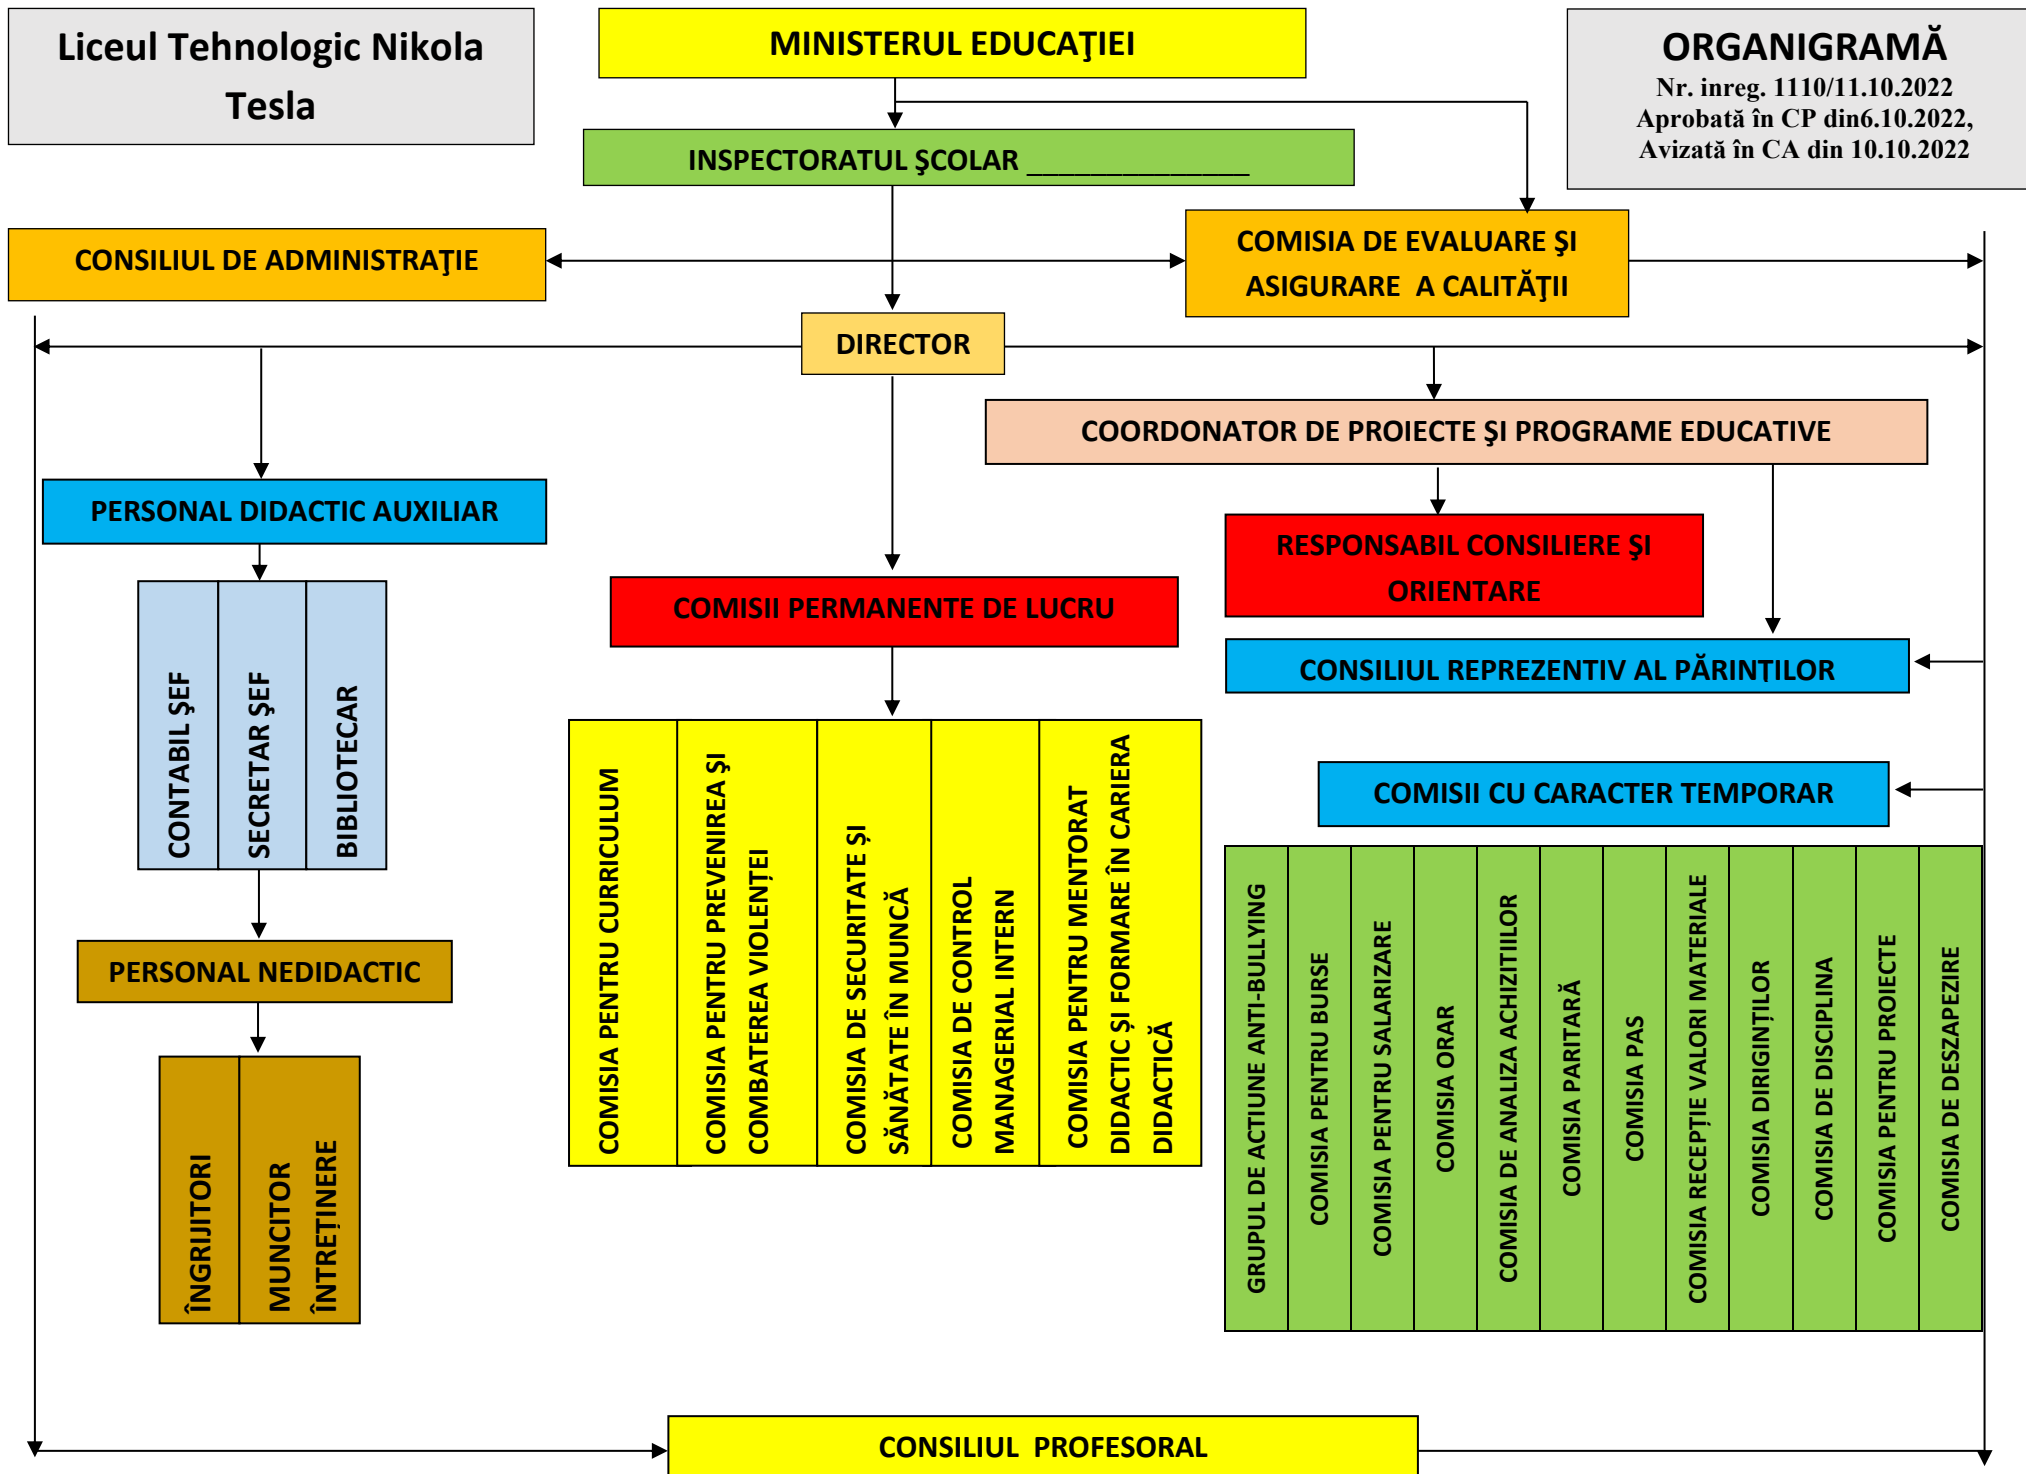 Liceul Tehnologic Nikola
Tesla
MINISTERUL EDUCAŢIEI
ORGANIGRAMĂ
Nr. inreg. 1110/11.10.2022
Aprobată în CP din6.10.2022,
Avizată în CA din 10.10.2022
INSPECTORATUL ŞCOLAR ______________
CONSILIUL DE ADMINISTRAŢIE
COMISIA DE EVALUARE ŞI
ASIGURARE A CALITĂŢII
DIRECTOR
COORDONATOR DE PROIECTE ŞI PROGRAME EDUCATIVE
PERSONAL DIDACTIC AUXILIAR
RESPONSABIL CONSILIERE ŞI
ORIENTARE
COMISII PERMANENTE DE LUCRU
CONSILIUL REPREZENTIV AL PĂRINŢILOR
CONTABIL ŞEF
SECRETAR ŞEF
BIBLIOTECAR
COMISII CU CARACTER TEMPORAR
COMISIA PENTRU CURRICULUM
COMISIA PENTRU PREVENIREA ŞI
COMBATEREA VIOLENŢEI
COMISIA DE SECURITATE ȘI
SĂNĂTATE ÎN MUNCĂ
COMISIA DE CONTROL
MANAGERIAL INTERN
COMISIA PENTRU MENTORAT
DIDACTIC ȘI FORMARE ÎN CARIERA
DIDACTICĂ
GRUPUL DE ACTIUNE ANTI-BULLYING
COMISIA PENTRU BURSE
COMISIA PENTRU SALARIZARE
COMISIA ORAR
COMISIA DE ANALIZA ACHIZITIILOR
COMISIA PARITARĂ
COMISIA PAS
COMISIA RECEPȚIE VALORI MATERIALE
COMISIA DIRIGINȚILOR
COMISIA DE DISCIPLINA
COMISIA PENTRU PROIECTE
COMISIA DE DESZAPEZIRE
PERSONAL NEDIDACTIC
ÎNGRIJITORI
MUNCITOR
ÎNTREȚINERE
CONSILIUL PROFESORAL